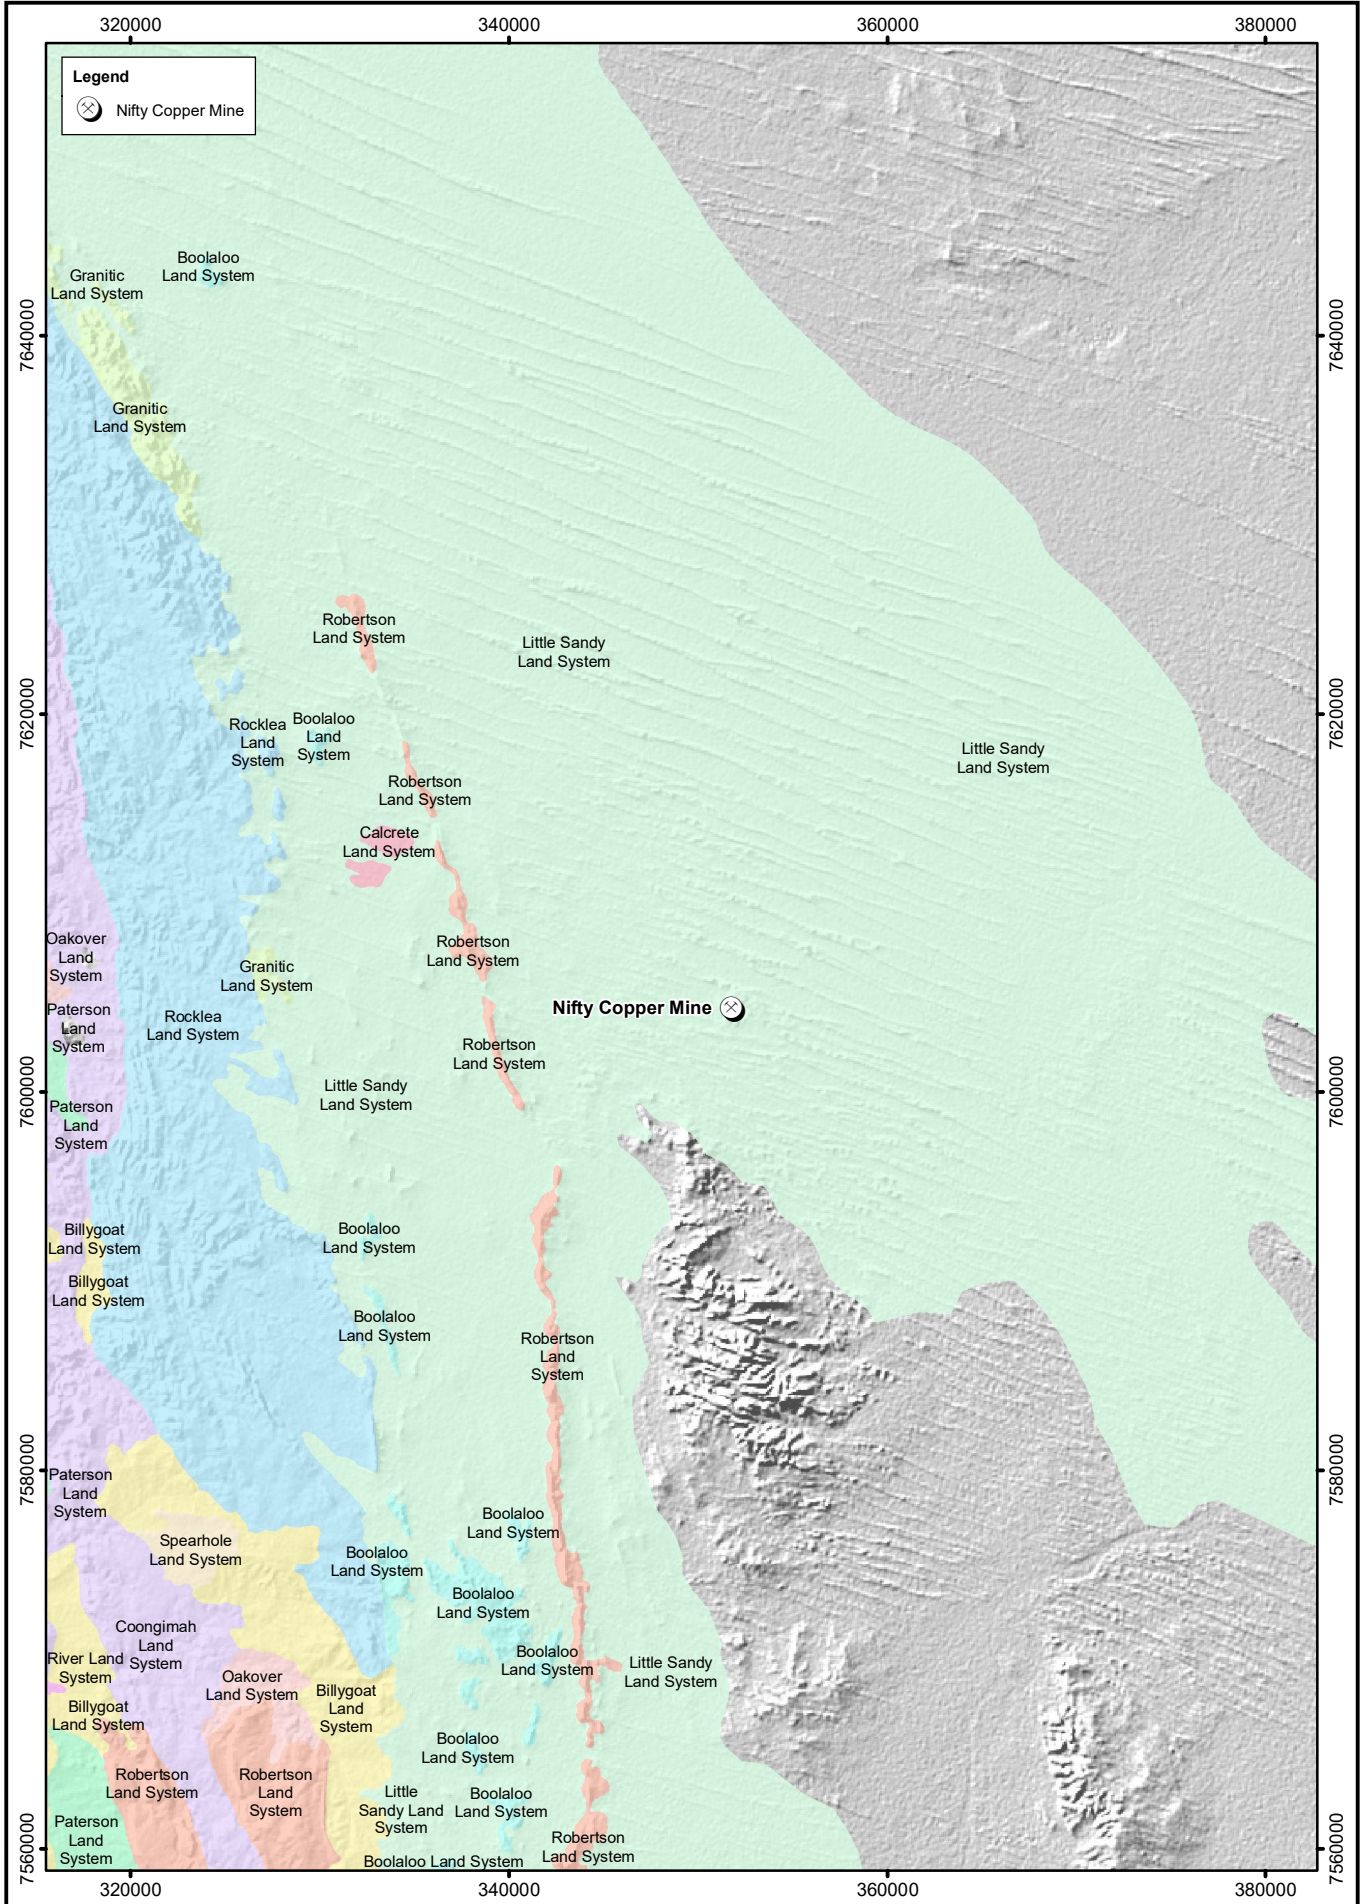 320000
340000
360000
380000
Legend
Nifty Copper Mine
Boolaloo
Land System
Granitic
Land System
7640000
7640000
Granitic
Land System
Robertson
Land System
Little Sandy
Land System
7620000
7620000
Rocklea
Land
System
Boolaloo
Land
System
Little Sandy
Land System
Robertson
Land System
Calcrete
Land System
Oakover
Land
System
Robertson
Land System
Granitic
Land System
Nifty Copper Mine
Paterson
Land
System
Rocklea
Land System
Robertson
Land System
7600000
7600000
Little Sandy
Land System
Paterson
Land
System
Billygoat
Land System
Boolaloo
Land System
Billygoat
Land System
Boolaloo
Land System
Robertson
Land
System
7580000
7580000
Paterson
Land
System
Boolaloo
Land System
Spearhole
Land System
Boolaloo
Land System
Boolaloo
Land System
Coongimah
Land
System
River Land
System
Boolaloo
Land System
Little Sandy
Land System
Oakover
Land System
Billygoat
Land
System
Billygoat
Land System
Boolaloo
Land System
Robertson
Land System
Robertson
Land
System
Little
Sandy Land
System
Boolaloo
Land System
Paterson
Land
System
Robertson
Land System
Boolaloo Land System
7560000
7560000
320000
340000
360000
380000